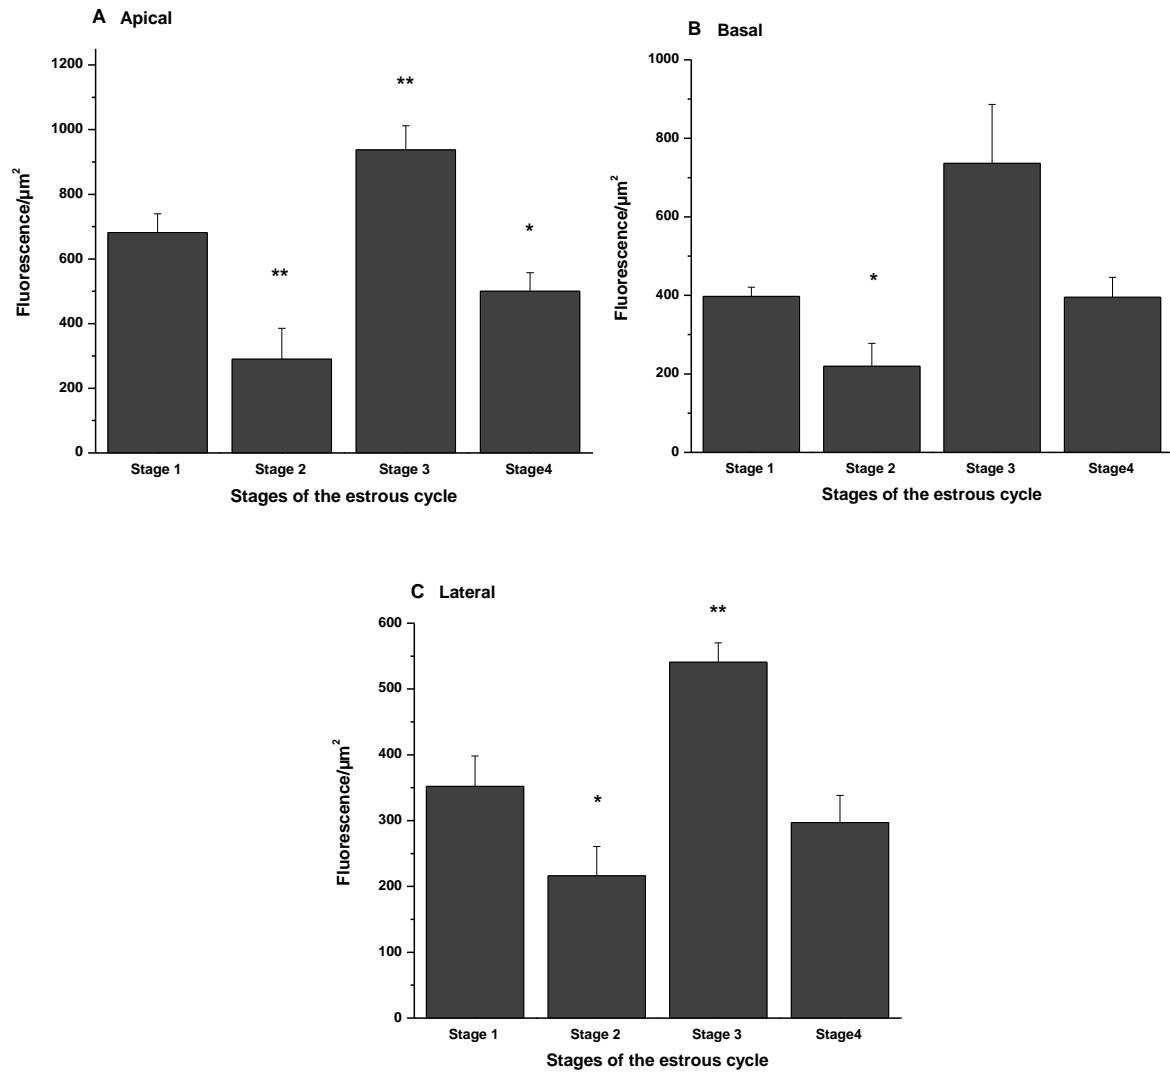 A Apical
1200
1000
800
600
400
200
0
Fluorescence/µm²
**
**
*
Stage 1 Stage 2 Stage 3 Stage4
Stages of the estrous cycle
B Basal
1000
800
600
400
200
0
Fluorescence/µm²
*
Stage 1 Stage 2 Stage 3 Stage4
Stages of the estrous cycle
C Lateral
600
500
400
300
200
100
0
Fluorescence/µm²
**
*
Stage 1 Stage 2 Stage 3 Stage4
Stages of the estrous cycle